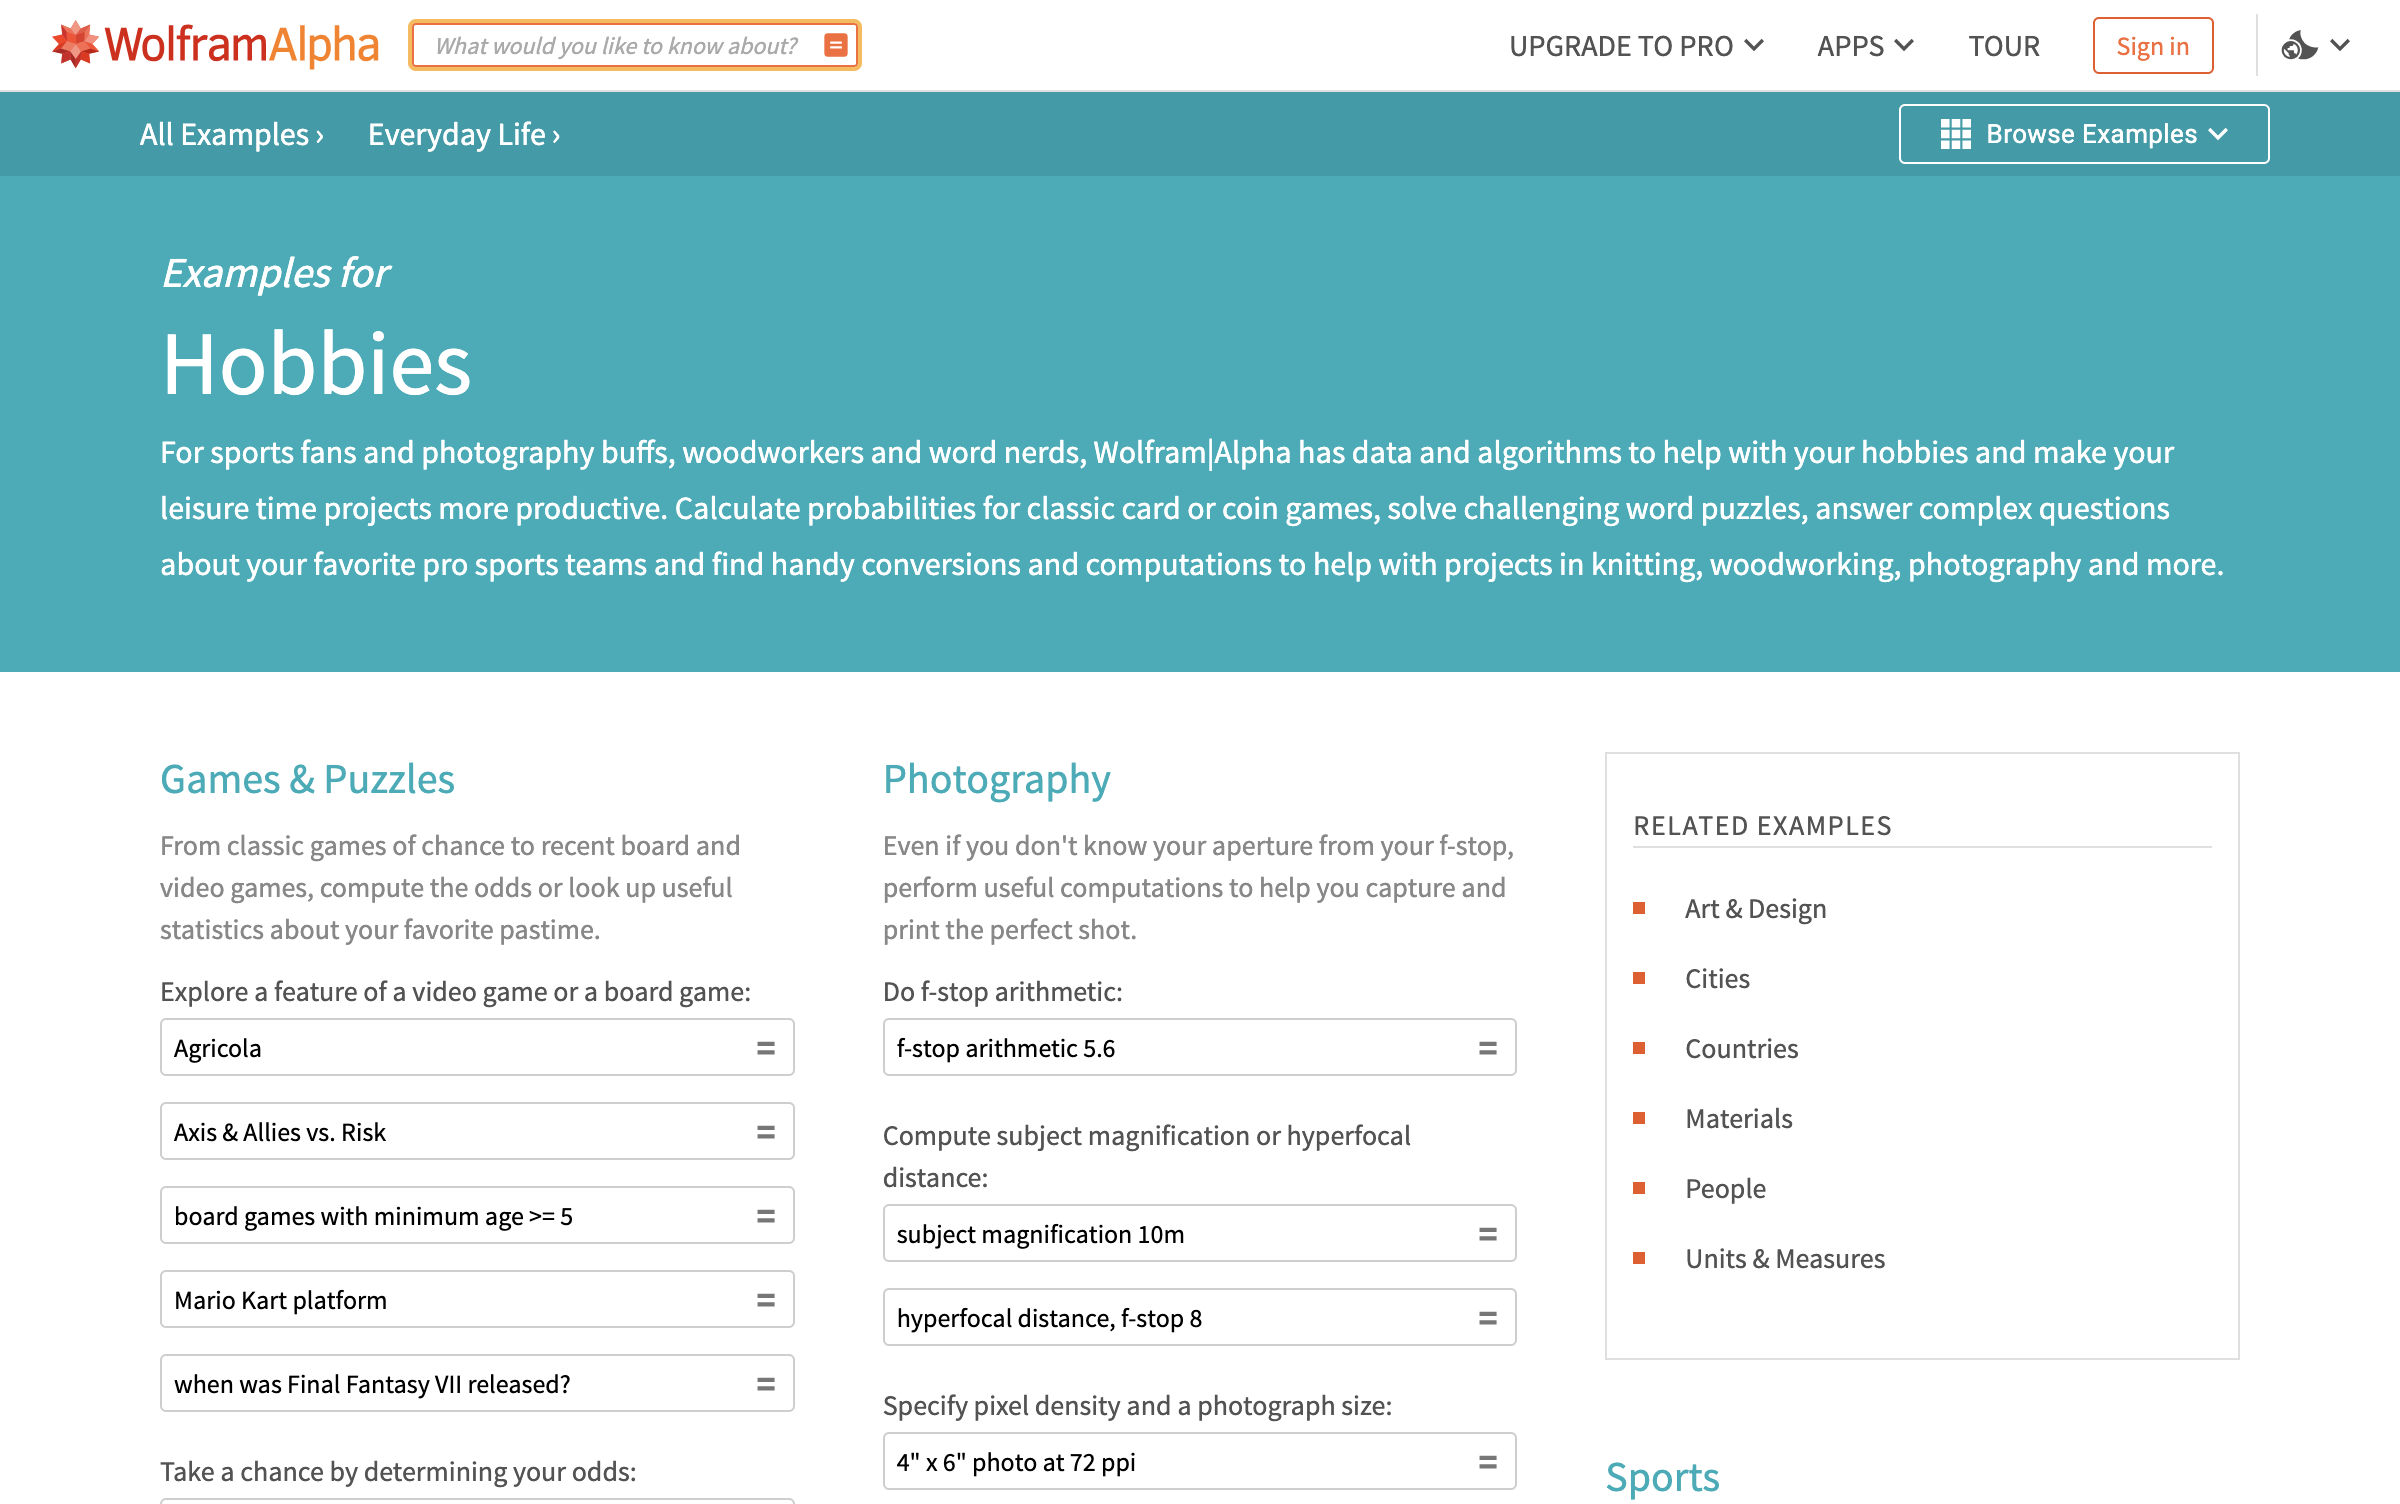 WolframAlpha
What would you like to know about?
UPGRADE TO PRO
APPS
TOUR
Sign in
All Examples ›
Everyday Life ›
Browse Examples
Examples for
Hobbies
For sports fans and photography buffs, woodworkers and word nerds, Wolfram|Alpha has data and algorithms to help with your hobbies and make your
leisure time projects more productive. Calculate probabilities for classic card or coin games, solve challenging word puzzles, answer complex questions
about your favorite pro sports teams and find handy conversions and computations to help with projects in knitting, woodworking, photography and more.
Games & Puzzles
From classic games of chance to recent board and
video games, compute the odds or look up useful
statistics about your favorite pastime.
Explore a feature of a video game or a board game:
Agricola
Axis & Allies vs. Risk
board games with minimum age >= 5
Mario Kart platform
when was Final Fantasy VII released?
Take a chance by determining your odds:
Photography
Even if you don't know your aperture from your f-stop,
perform useful computations to help you capture and
print the perfect shot.
Do f-stop arithmetic:
f-stop arithmetic 5.6
Compute subject magnification or hyperfocal
distance:
subject magnification 10m
hyperfocal distance, f-stop 8
Specify pixel density and a photograph size:
4" x 6" photo at 72 ppi
RELATED EXAMPLES
Art & Design
Cities
Countries
Materials
People
Units & Measures
Sports